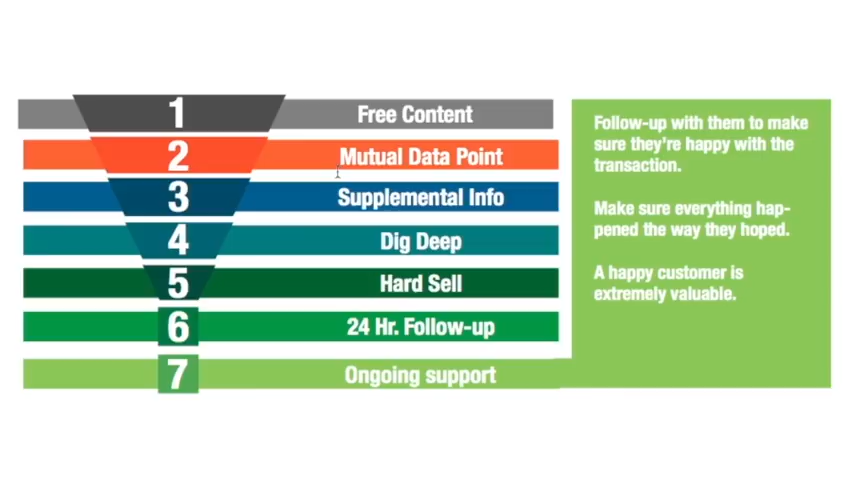 1 Free Content
2 Mutual Data Point
3 Supplemental Info
4 Dig Deep
5 Hard Sell
6 24 Hr. Follow-up
7 Ongoing support
Follow-up with them to make
sure they're happy with the
transaction.
Make sure everything hap-
pened the way they hoped.
A happy customer is
extremely valuable.